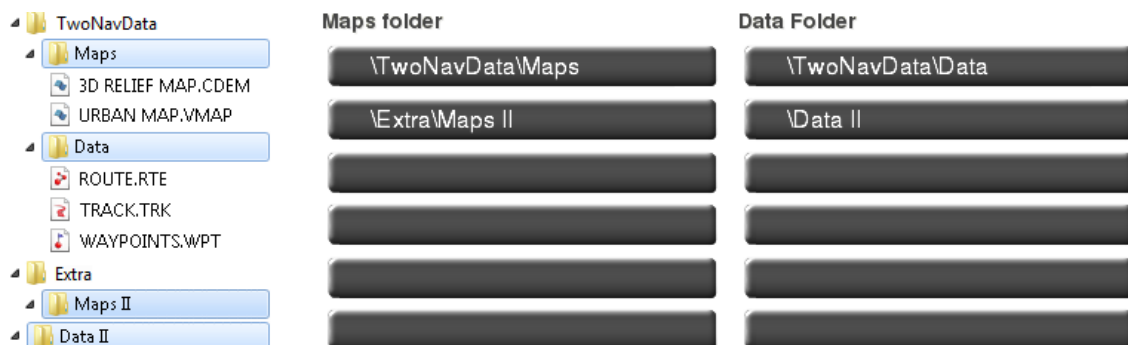 TwoNavData
Maps
3D RELIEF MAP.CDEM
URBAN MAP.VMAP
Data
ROUTE.RTE
TRACK.TRK
WAYPOINTS.WPT
Extra
Maps II
Data II
Maps folder
\TwoNavData\Maps
\Extra\Maps II
Data Folder
\TwoNavData\Data
\Data II